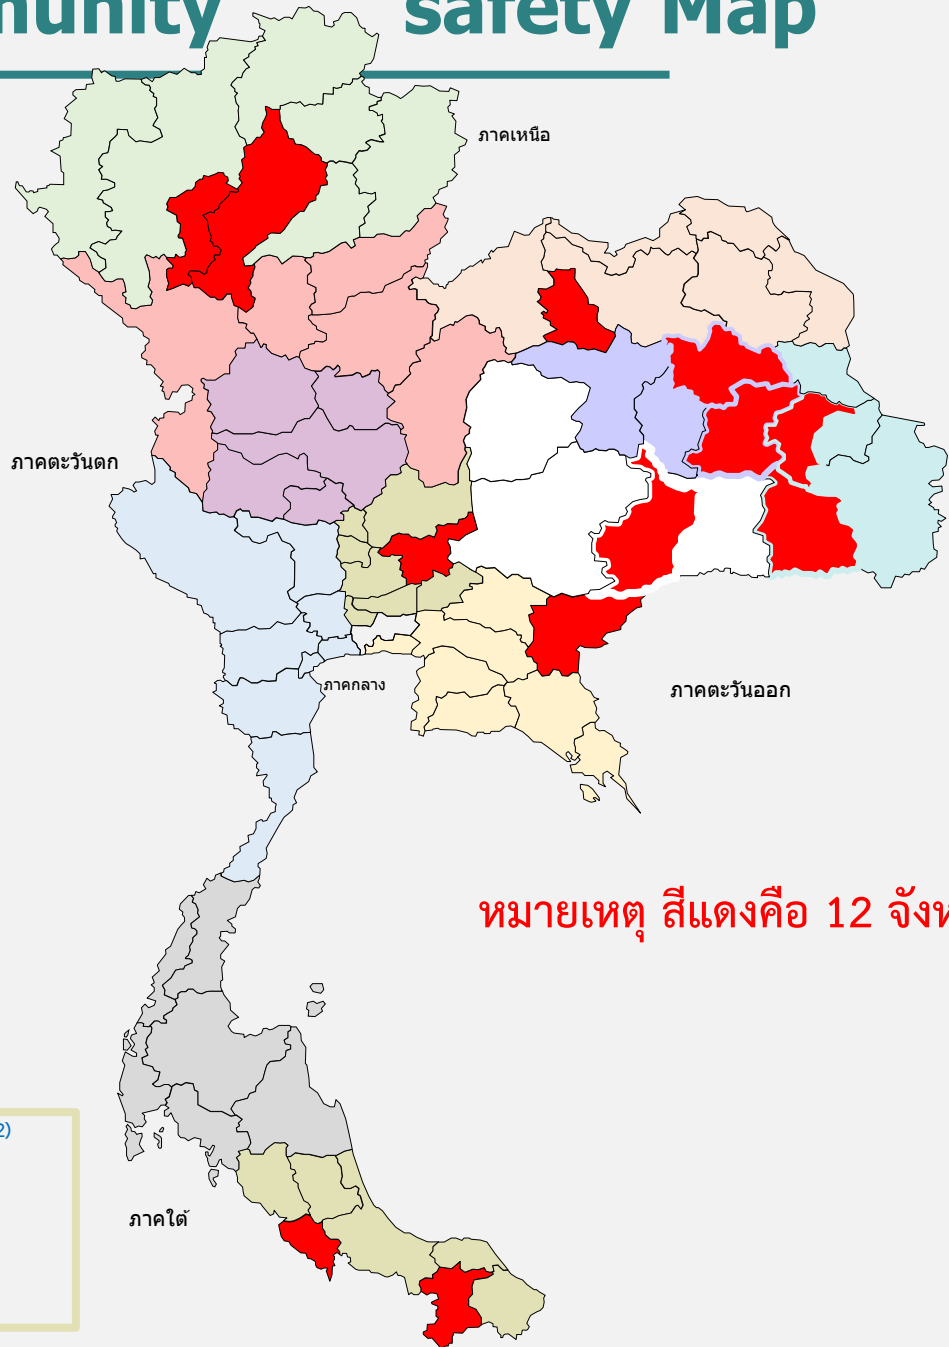 nunity safety Map
ภาคเหนือ
ภาคตะวันตก
ภาคกลาง
ภาคตะวันออก
หมายเหตุ สีแดงคือ 12 จังห
2)
ภาคใต้